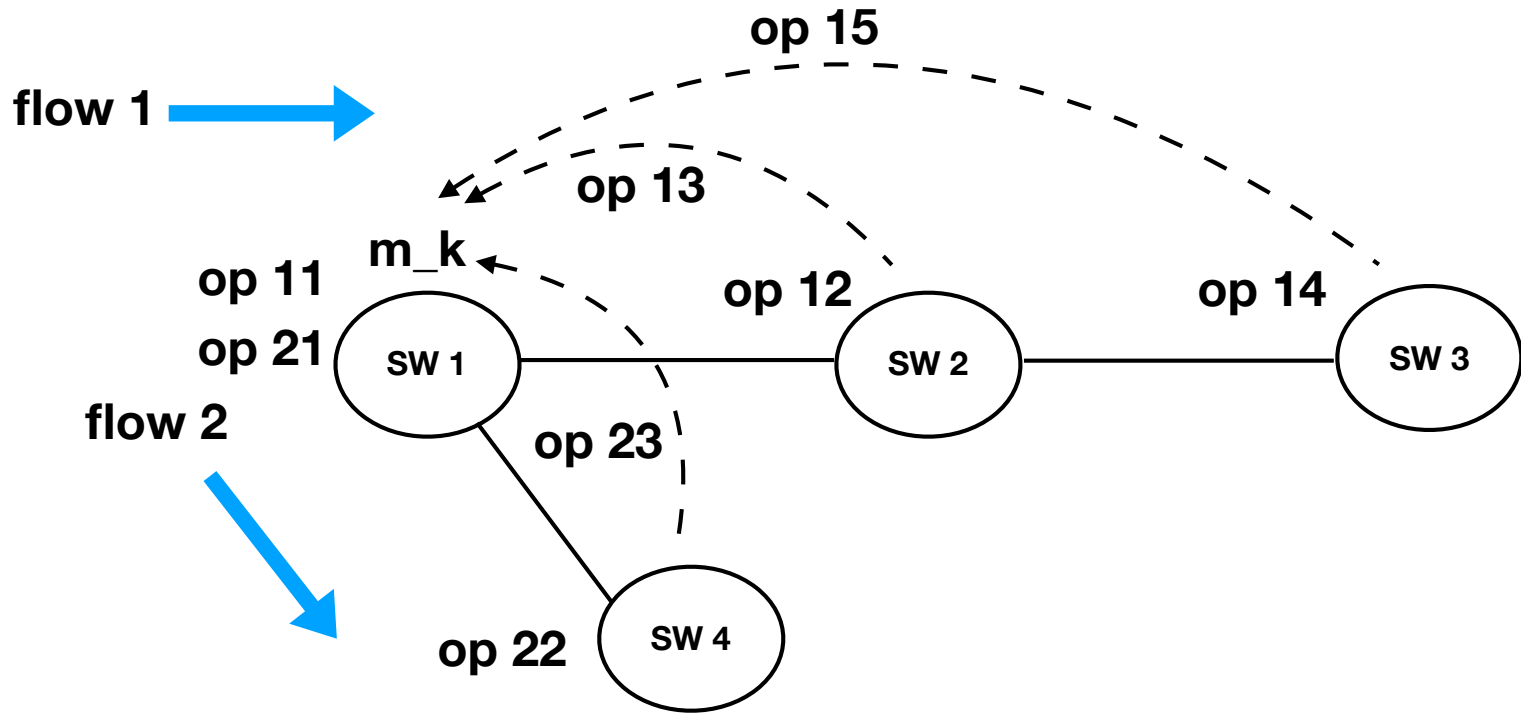 op 15
flow 1
op 13
m_k
op 11
op 12
op 14
op 21
SW 1
SW 2
SW 3
flow 2
op 23
op 22
SW 4